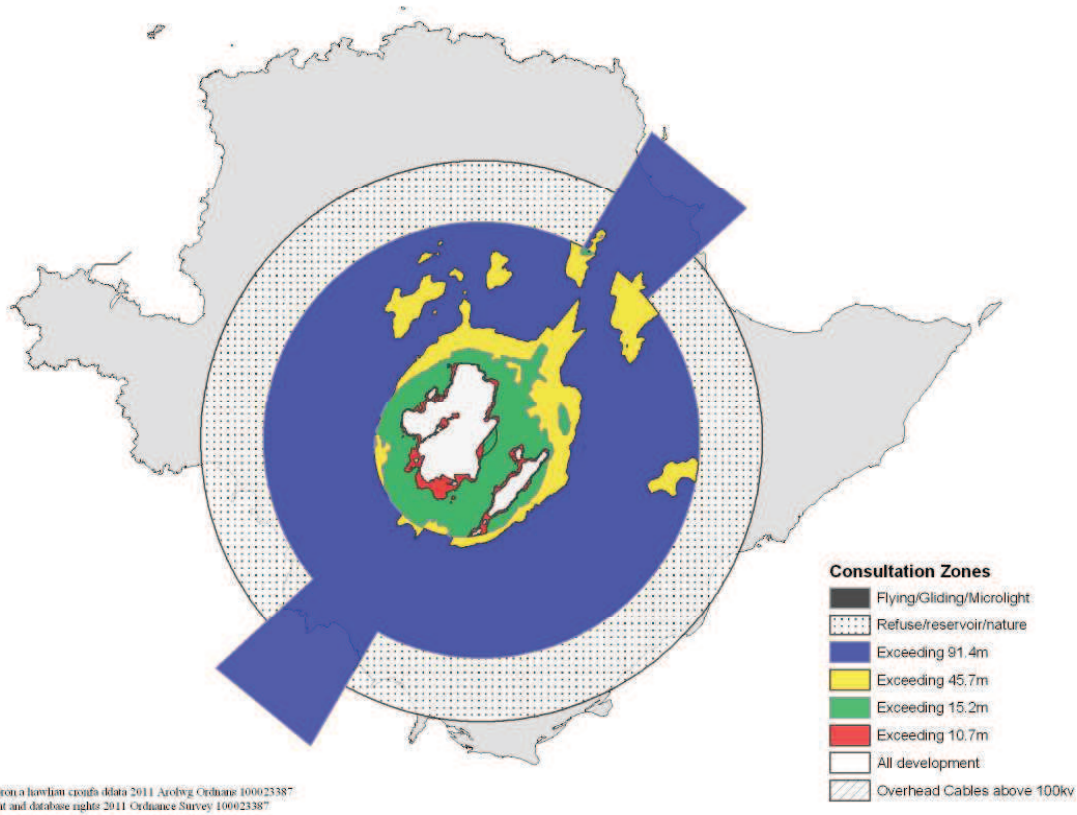 Consultation Zones
Flying/Gliding/Microlight
Refuse/reservoir/nature
Exceeding 91.4m
Exceeding 45.7m
Exceeding 15.2m
Exceeding 10.7m
All development
Overhead Cables above 100kv
a hawliau cronfa ddata 2011 Arolwg Ordnans 100023387
and database rights 2011 Ordnance Survey 100023387